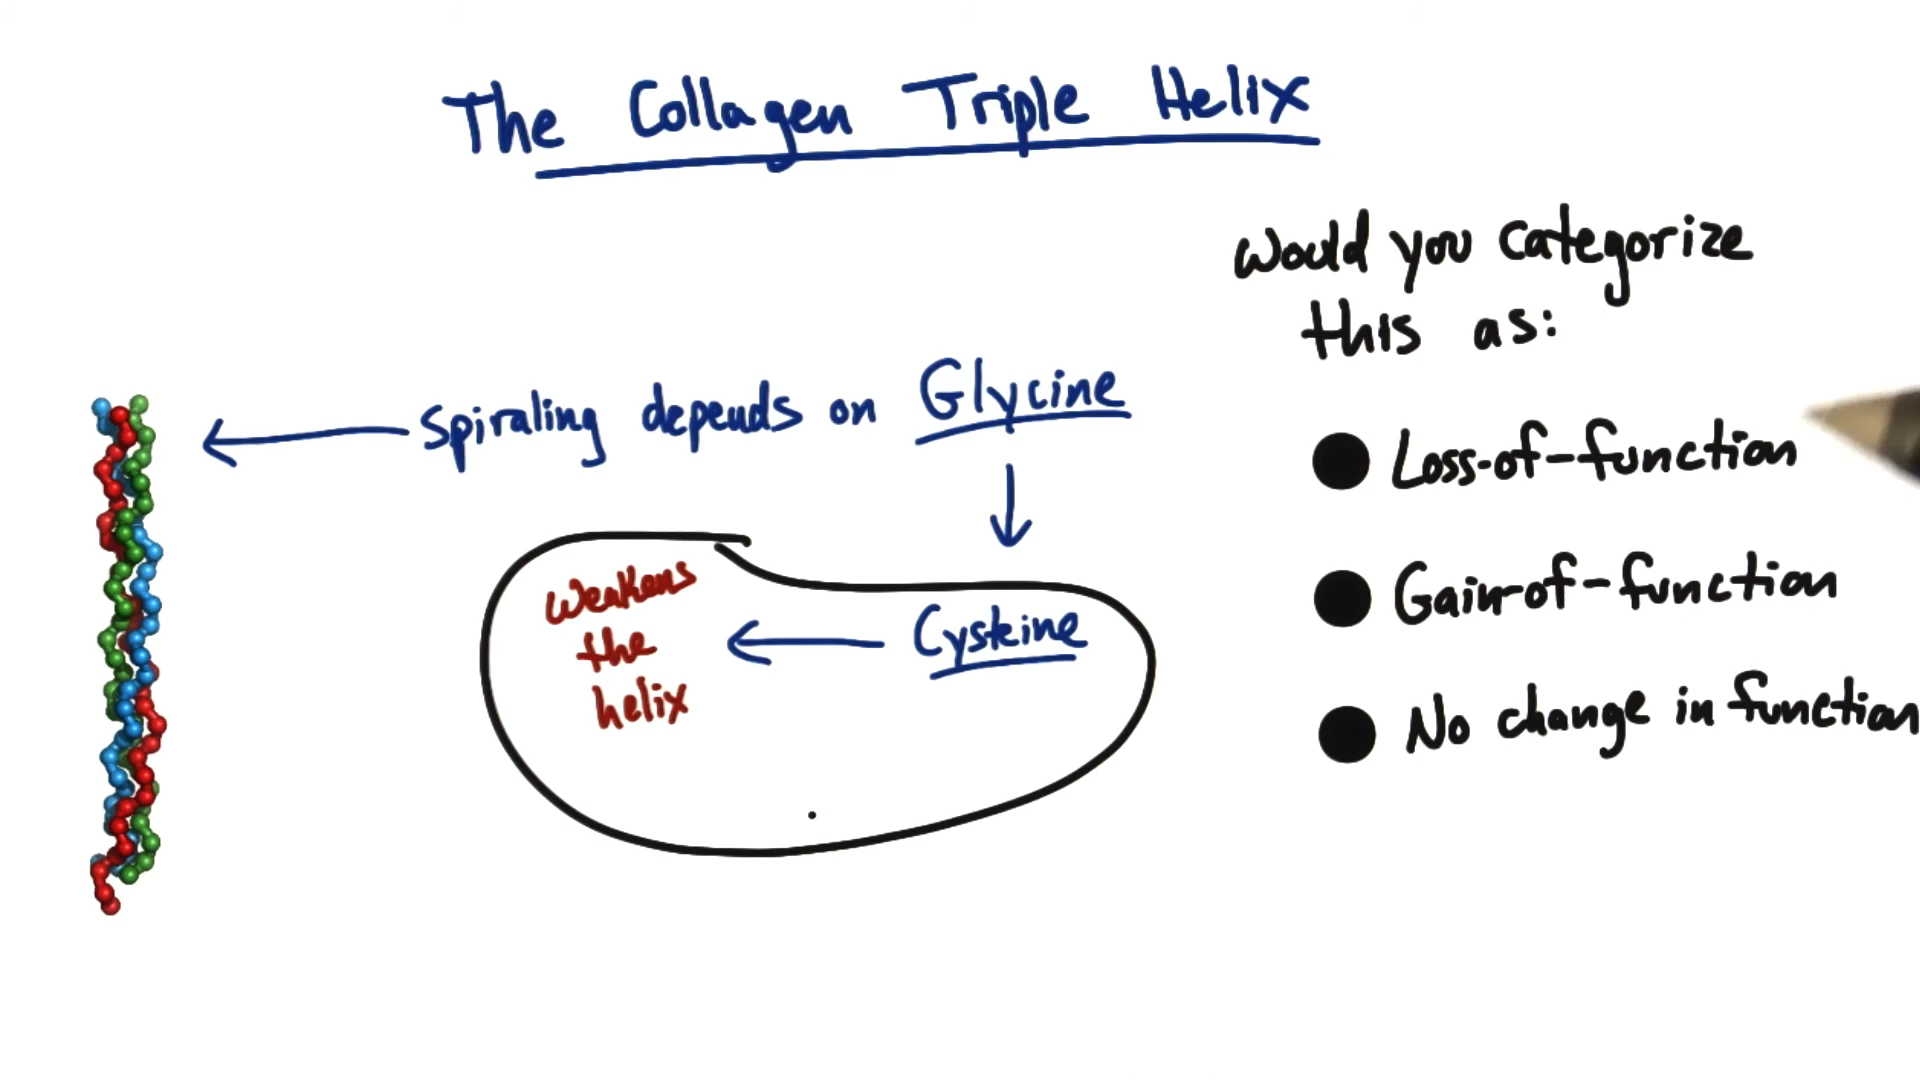 The Collagen Triple Helix
Would you categorize
this as:
Spiraling depends on Glycine
Loss-of-function
Gain-of-function
No change in function
Weakens
the
helix
Cysteine